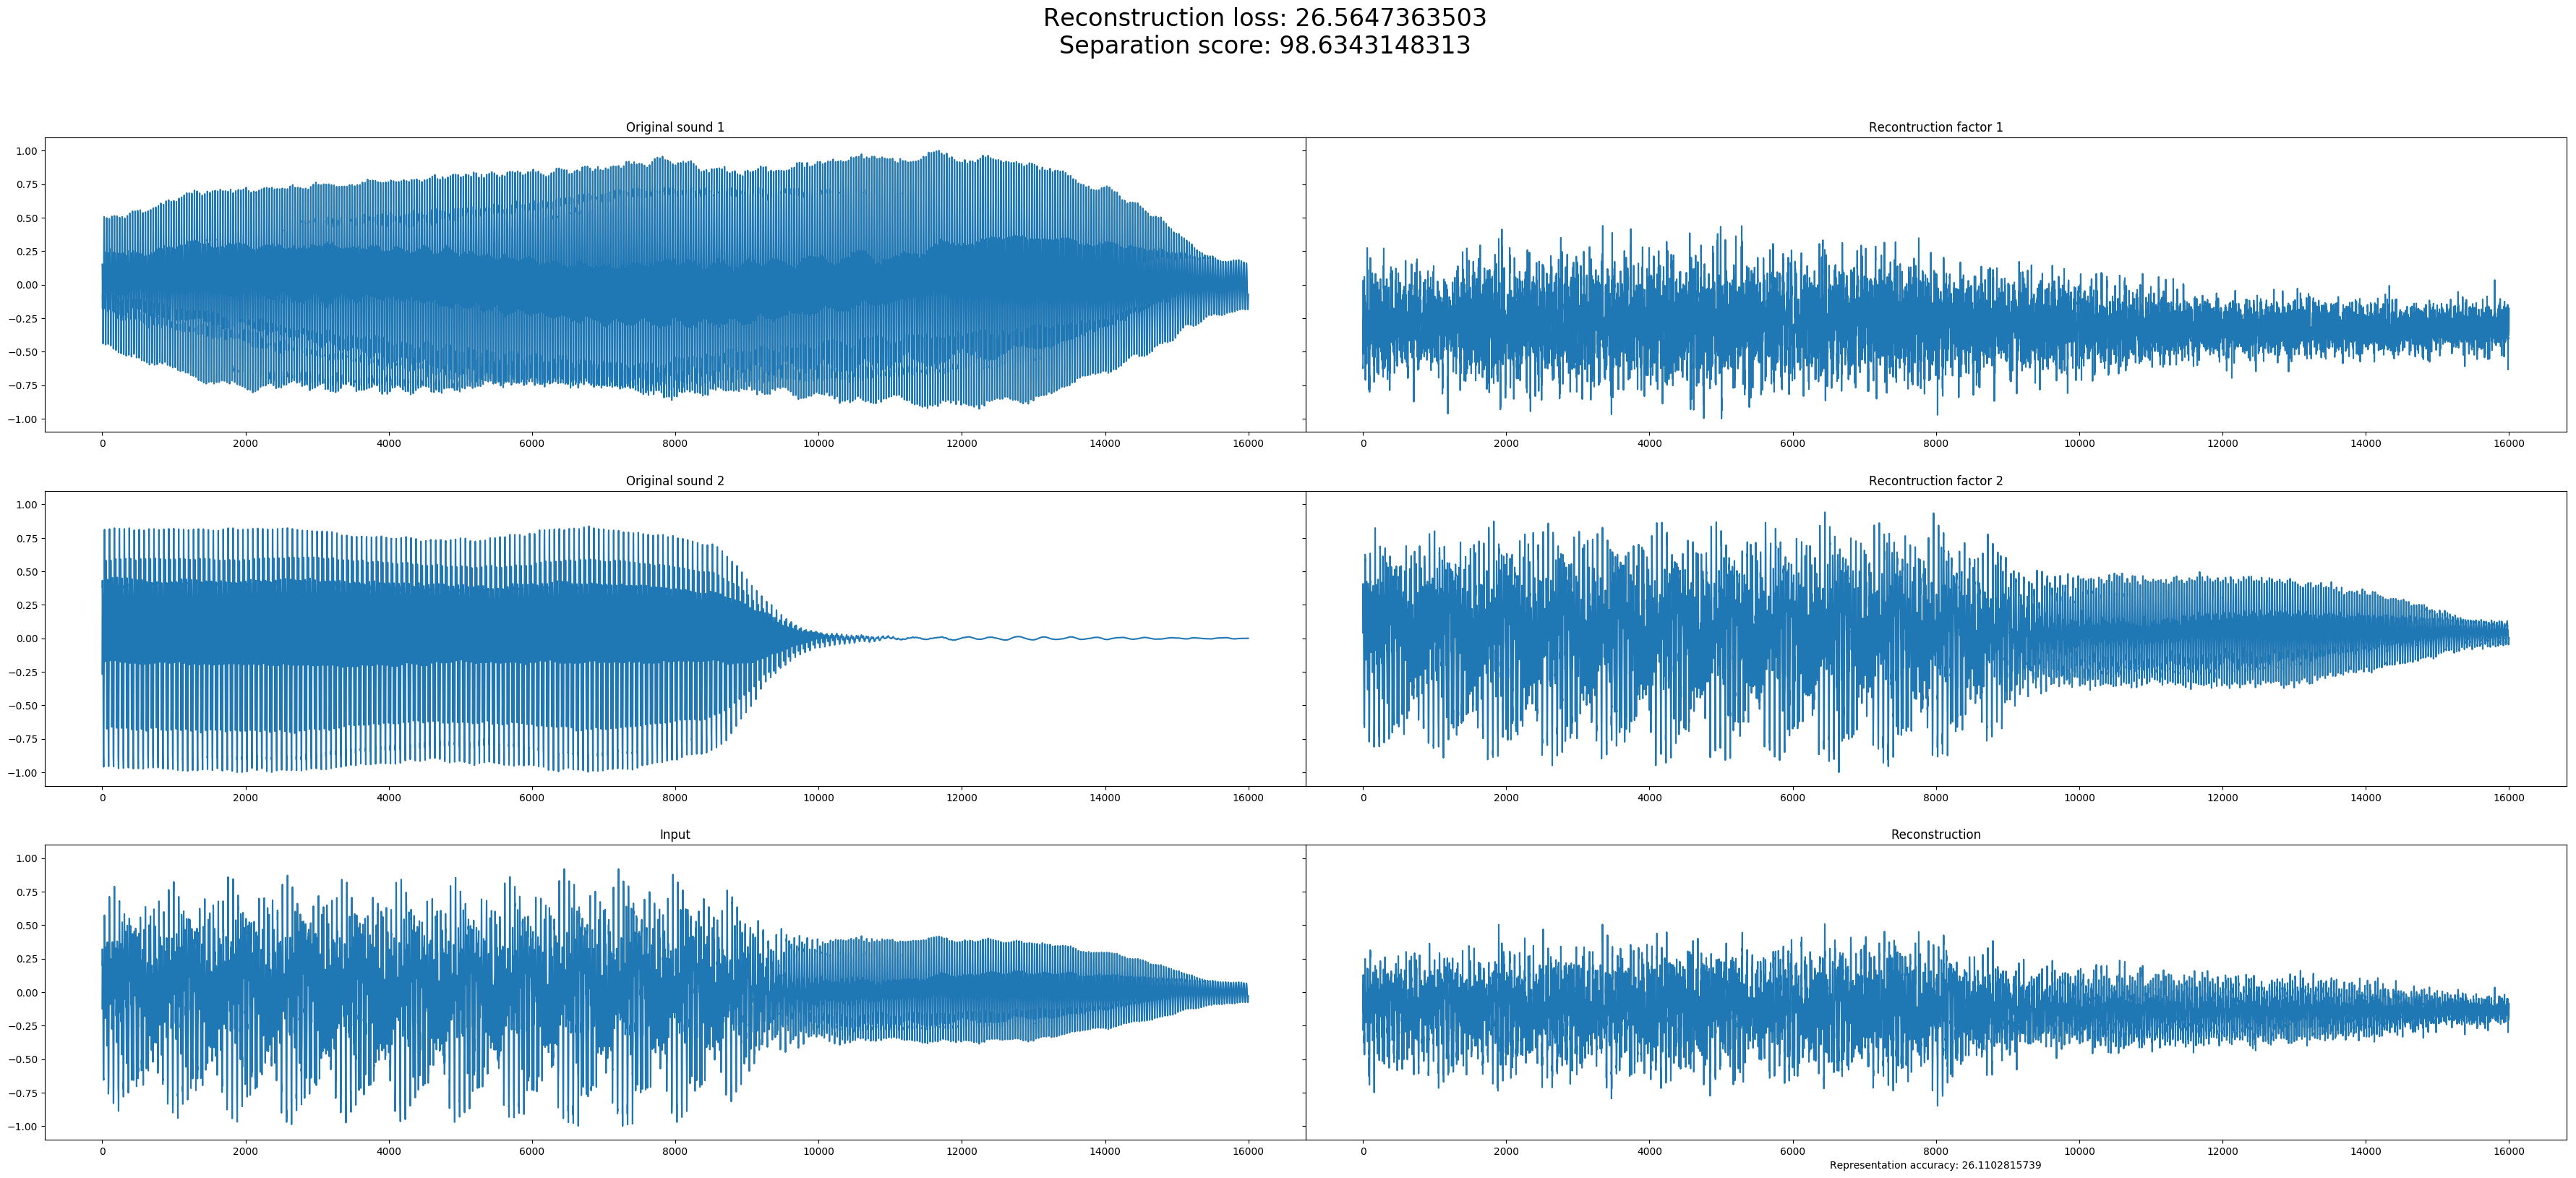 Reconstruction loss: 26.5647363503
Separation score: 98.6343148313
Original sound 1
Recontruction factor 1
1.00
0.75
0.50
0.25
0.00
−0.25
−0.50
−0.75
−1.00
0 2000 4000 6000 8000 10000 12000 14000 16000
0 2000 4000 6000 8000 10000 12000 14000 16000
Original sound 2
Recontruction factor 2
1.00
0.75
0.50
0.25
0.00
−0.25
−0.50
−0.75
−1.00
0 2000 4000 6000 8000 10000 12000 14000 16000
0 2000 4000 6000 8000 10000 12000 14000 16000
Input
Reconstruction
1.00
0.75
0.50
0.25
0.00
−0.25
−0.50
−0.75
−1.00
0 2000 4000 6000 8000 10000 12000 14000 16000
0 2000 4000 6000 8000 10000 12000 14000 16000
Representation accuracy: 26.1102815739